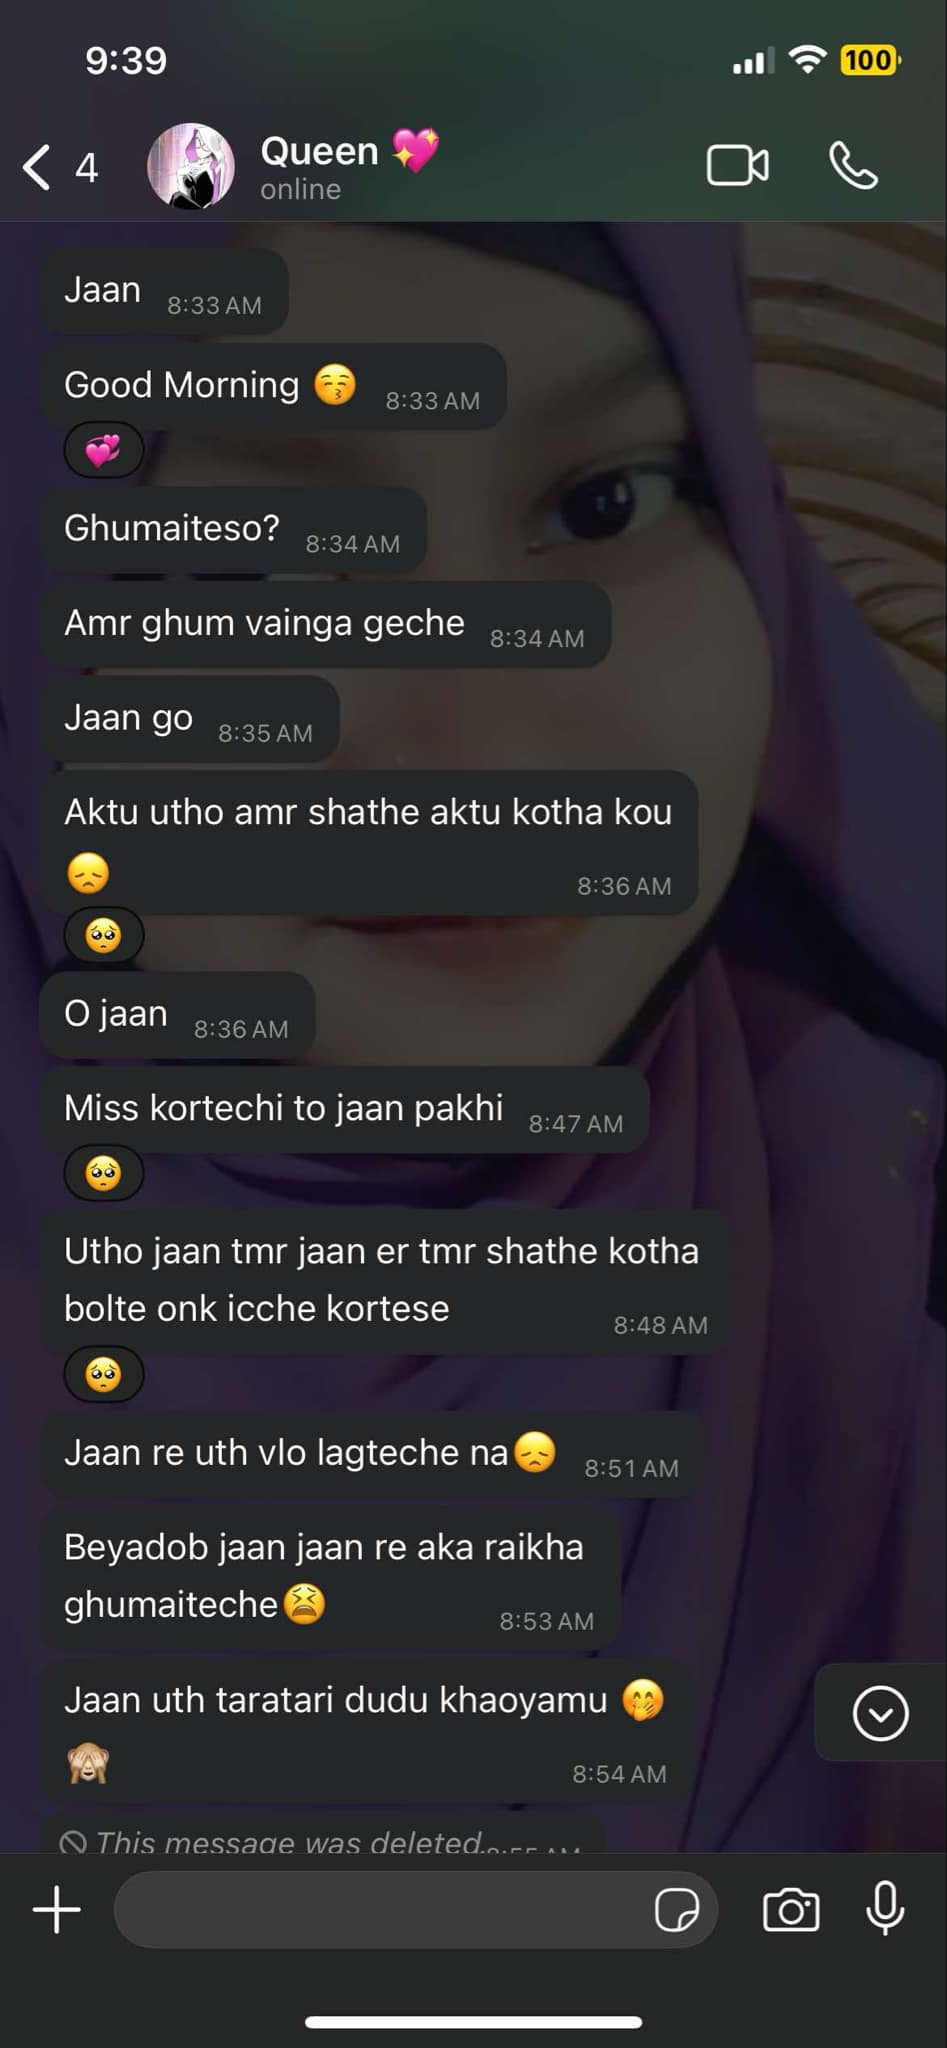 9:39
100
4
Queen 💖
online
Jaan 8:33 AM
Good Morning 😚 8:33 AM
💞
Ghumaiteso? 8:34 AM
Amr ghum vainga geche 8:34 AM
Jaan go 8:35 AM
Aktu utho amr shathe aktu kotha kou
😞 8:36 AM
🥺
O jaan 8:36 AM
Miss kortechi to jaan pakhi 8:47 AM
🥺
Utho jaan tmr jaan er tmr shathe kotha
bolte onk icche kortese 8:48 AM
🥺
Jaan re uth vlo lagteche na😞 8:51 AM
Beyadob jaan jaan re aka raikha
ghumaiteche😫 8:53 AM
Jaan uth taratari dudu khaoyamu 🤭
🙈 8:54 AM
This message was deleted. 8:55 AM